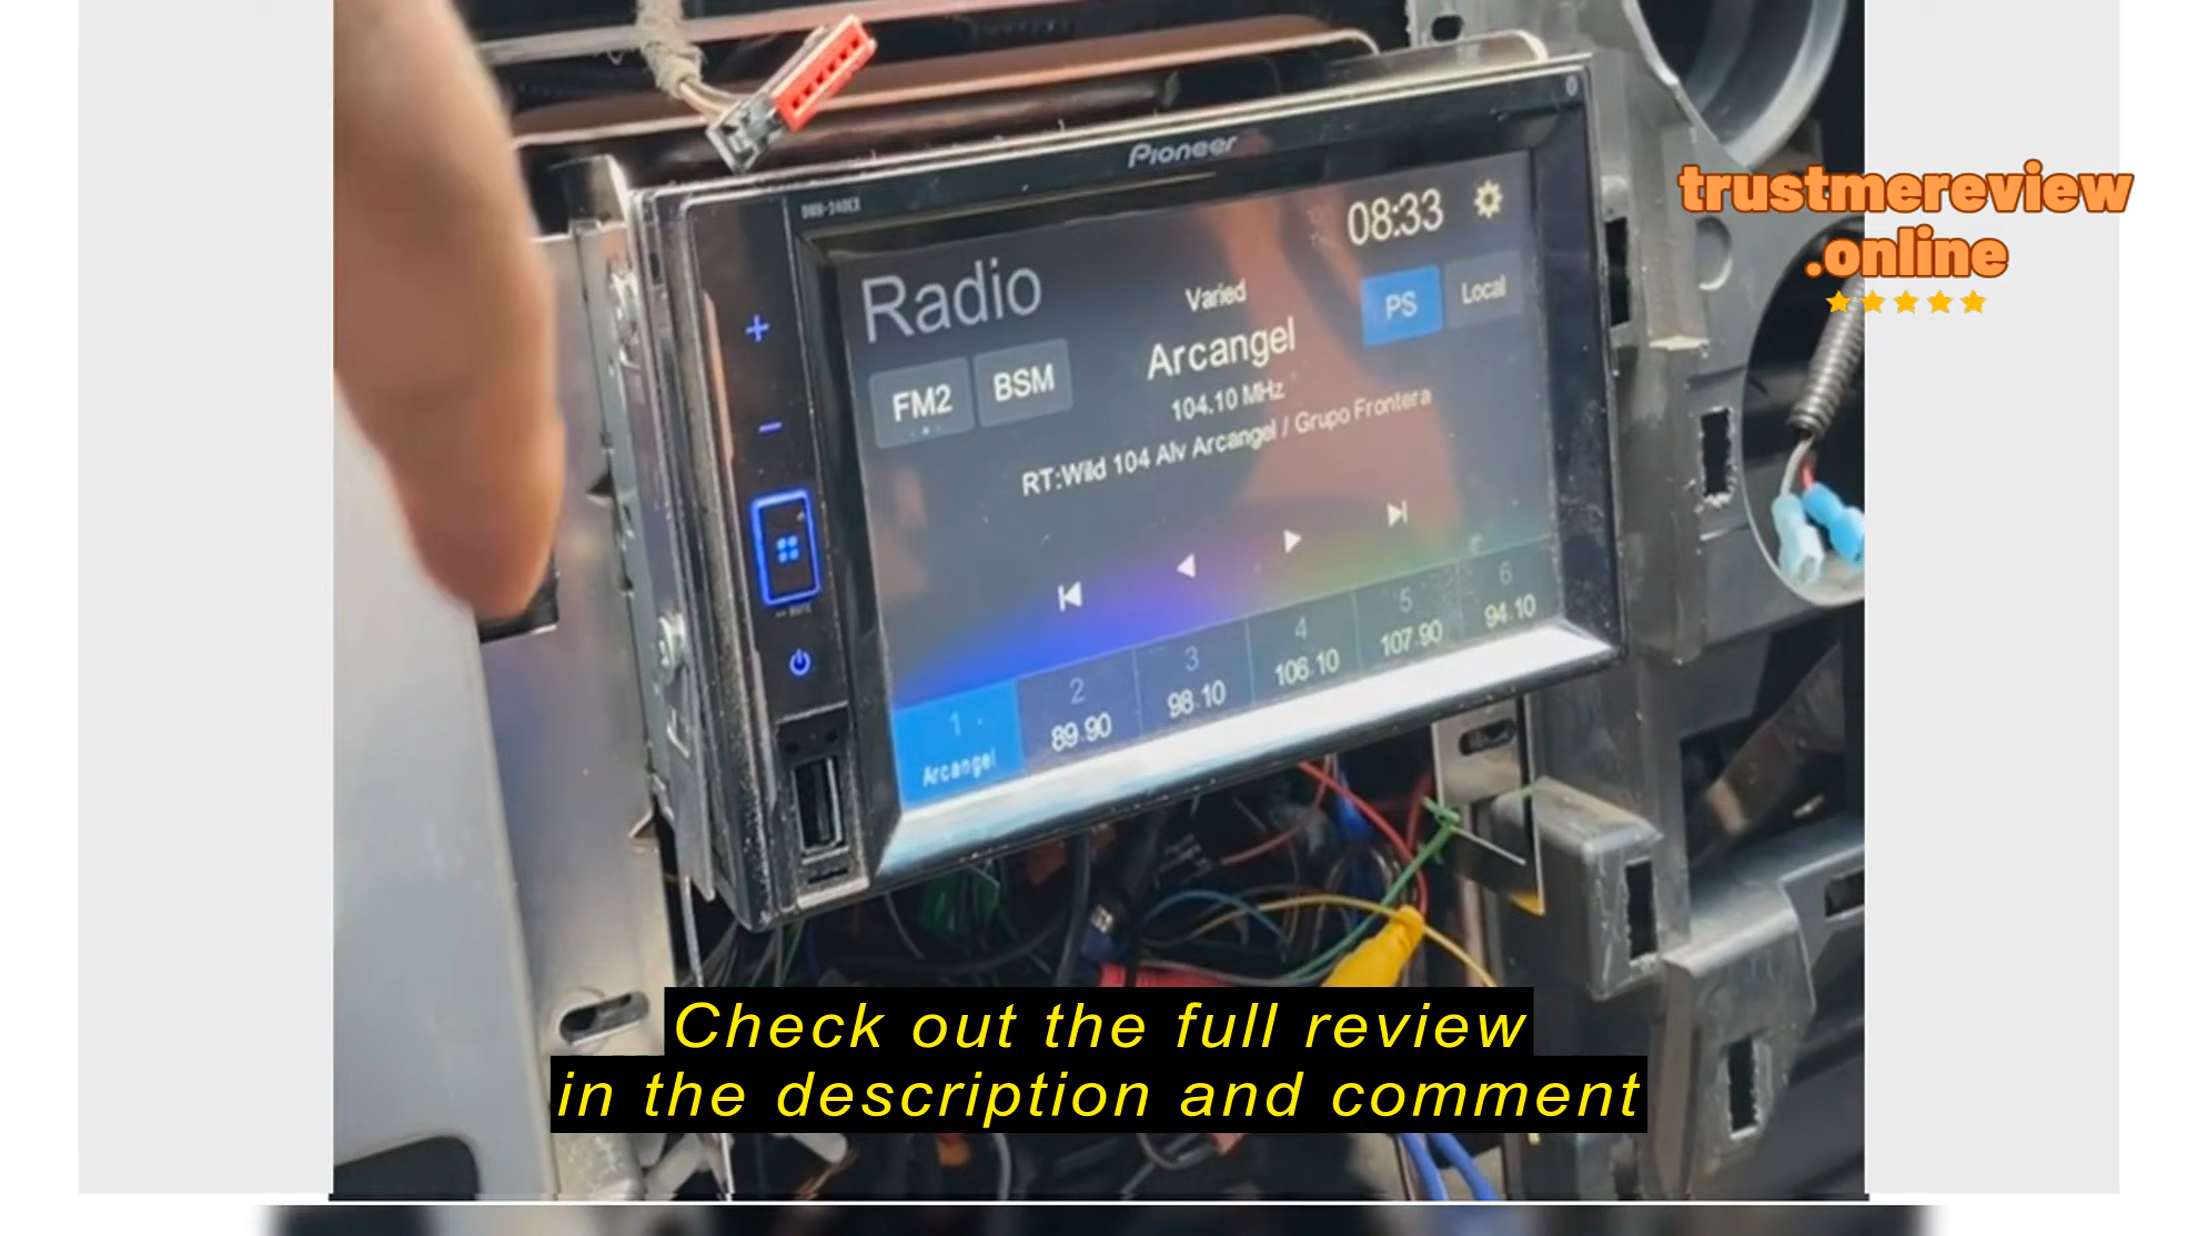 Pioneer
trustmereview
.online
08:33
Radio
Varied
PS
Local
Arcangel
FM2
BSM
104.10 MHz
RT:Wild 104 Alv Arcangel / Grupo Frontera
1
Arcangel
2
89.90
3
98.10
4
106.10
5
107.90
6
94.10
MUTE
Check out the full review
in the description and comment